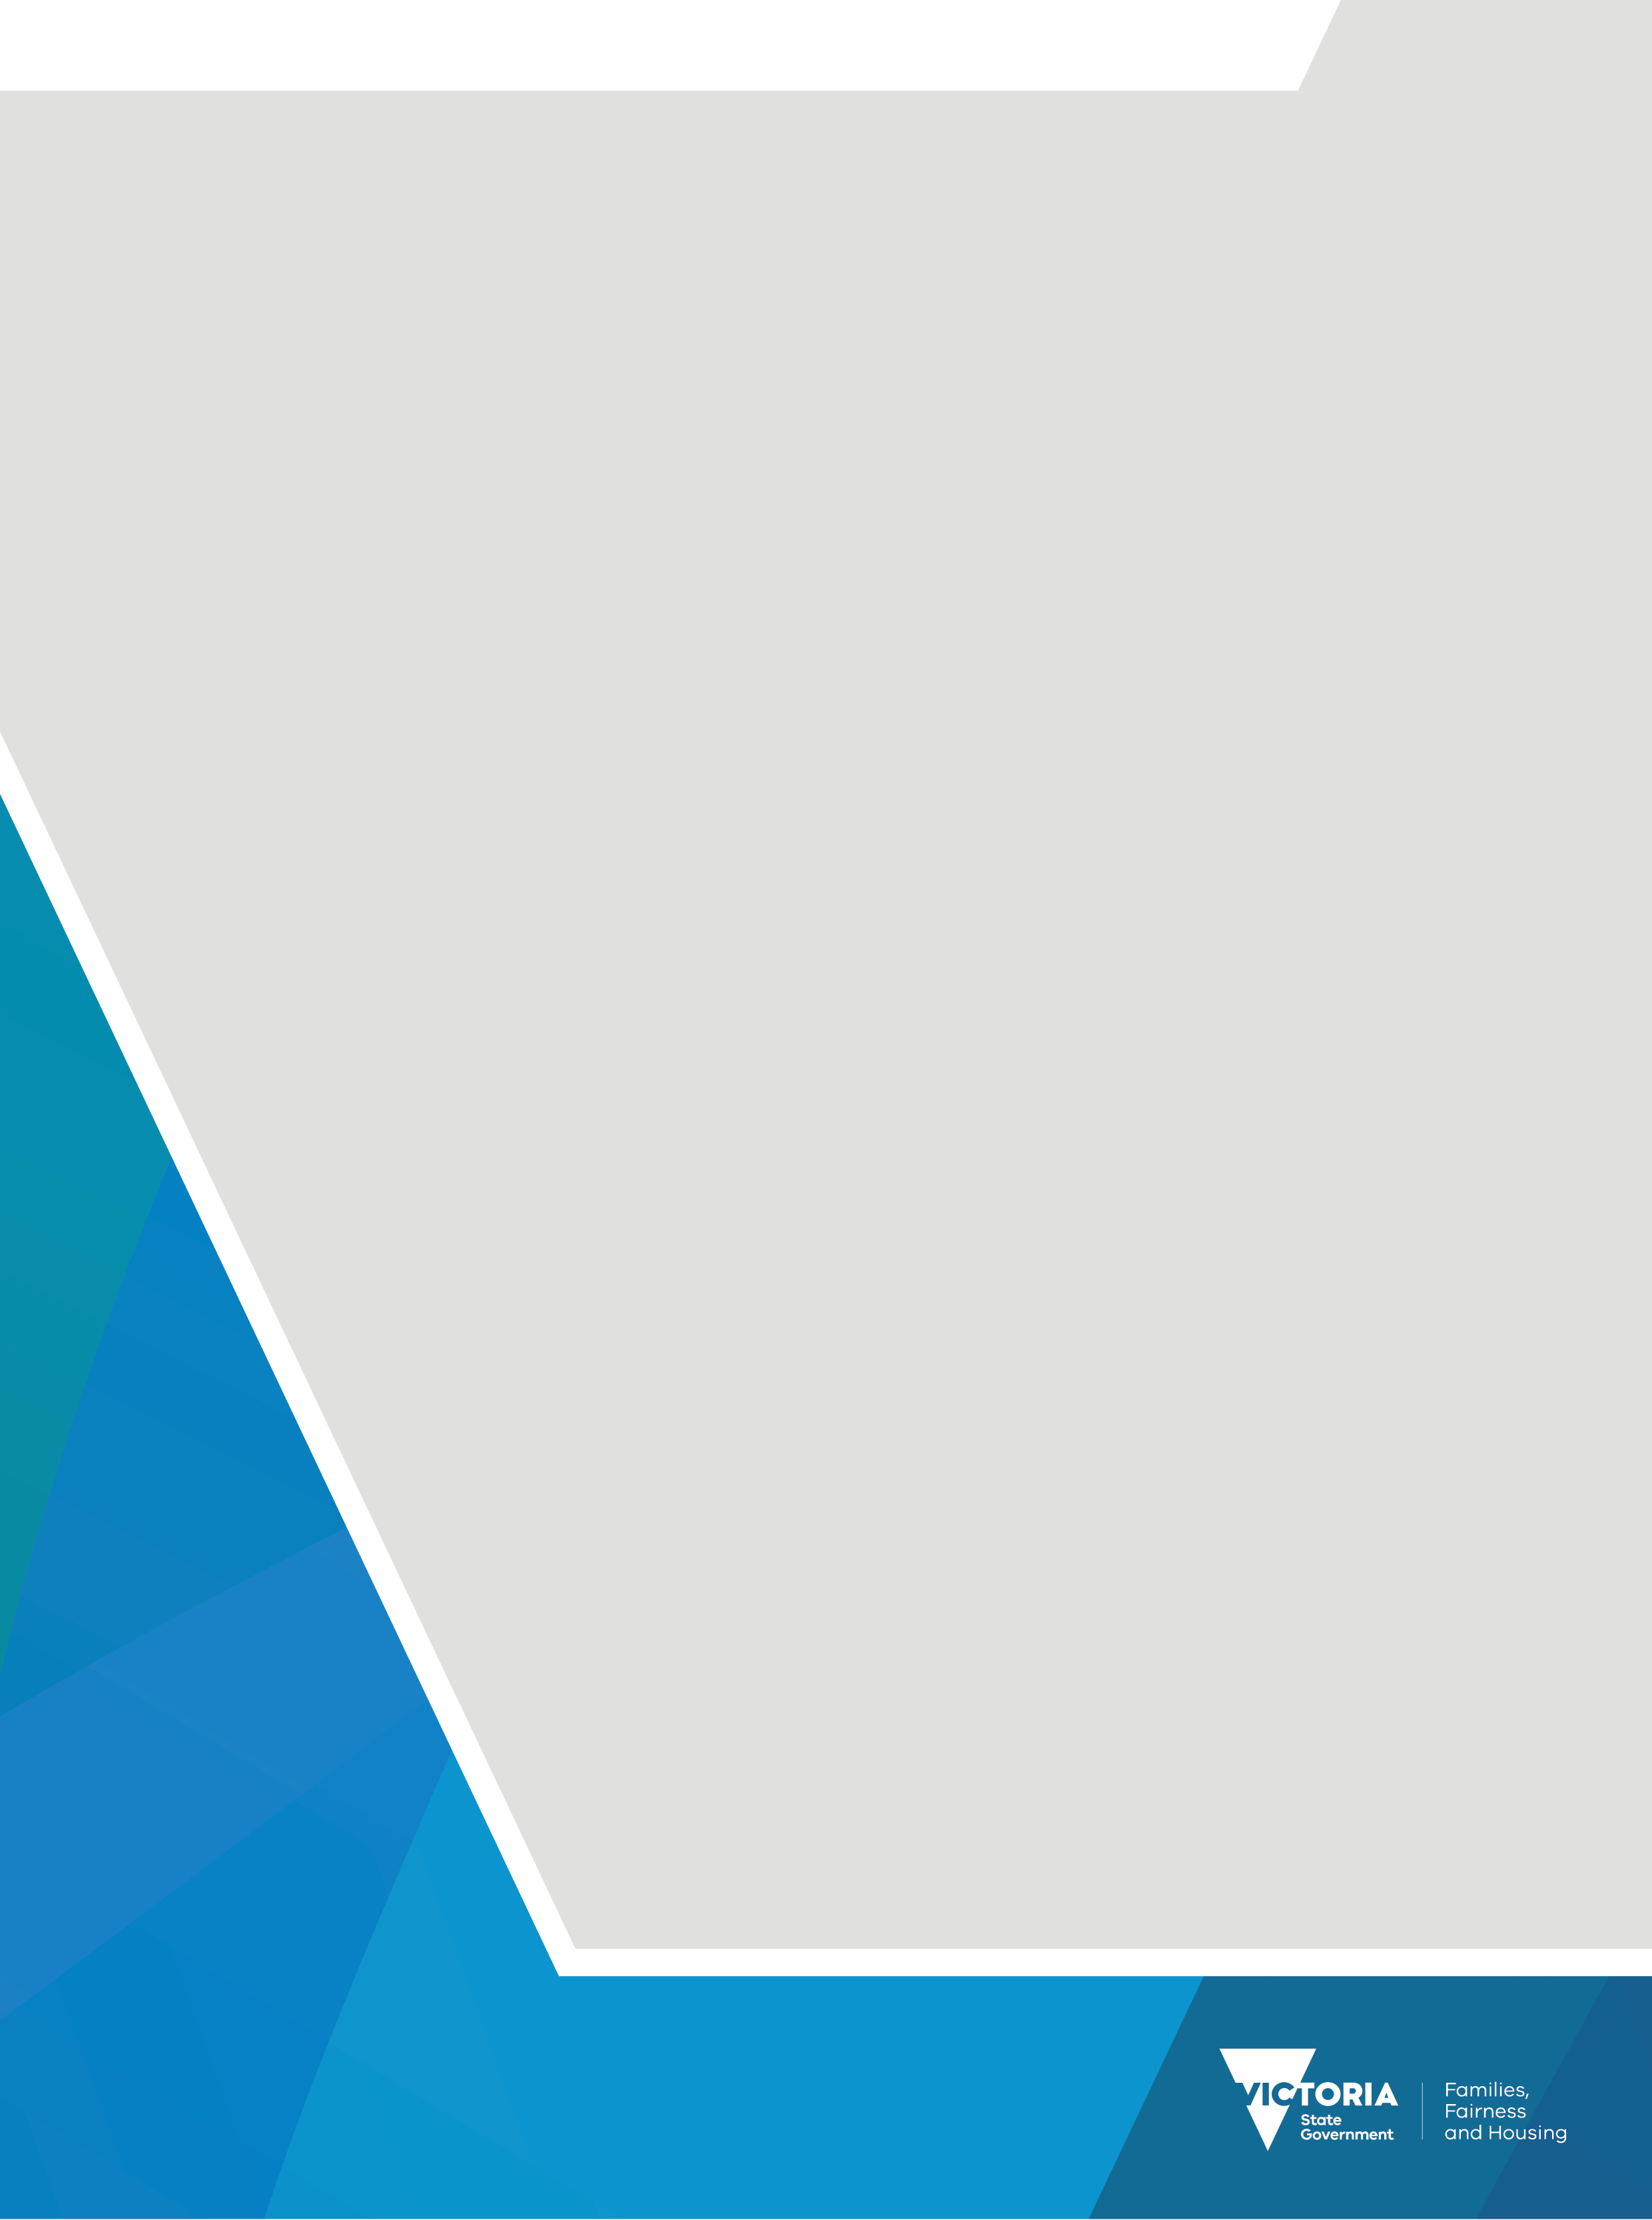 VICTORIA
State
Government
Families,
Fairness
and Housing